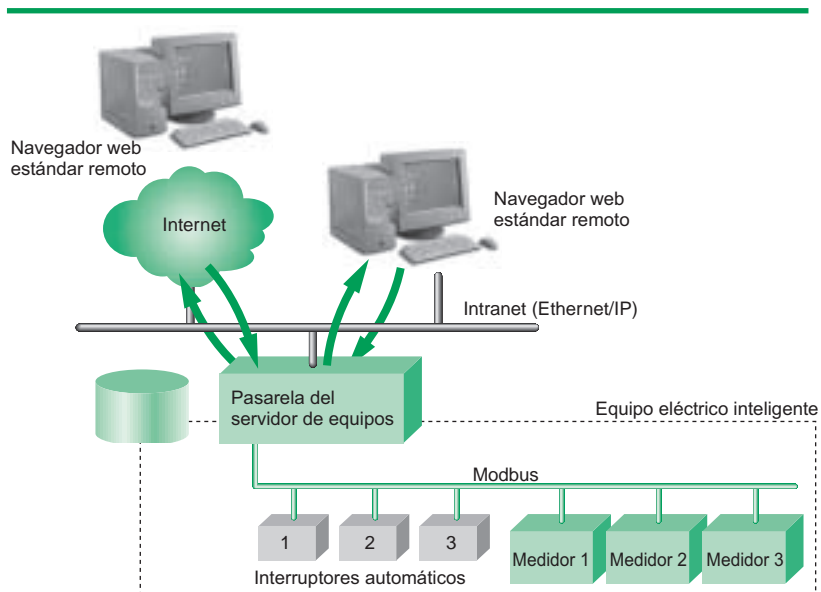 Navegador web
estándar remoto
Internet
Navegador web
estándar remoto
Intranet (Ethernet/IP)
Pasarela del
servidor de equipos
Equipo eléctrico inteligente
Modbus
1
2
3
Medidor 1
Medidor 2
Medidor 3
Interruptores automáticos